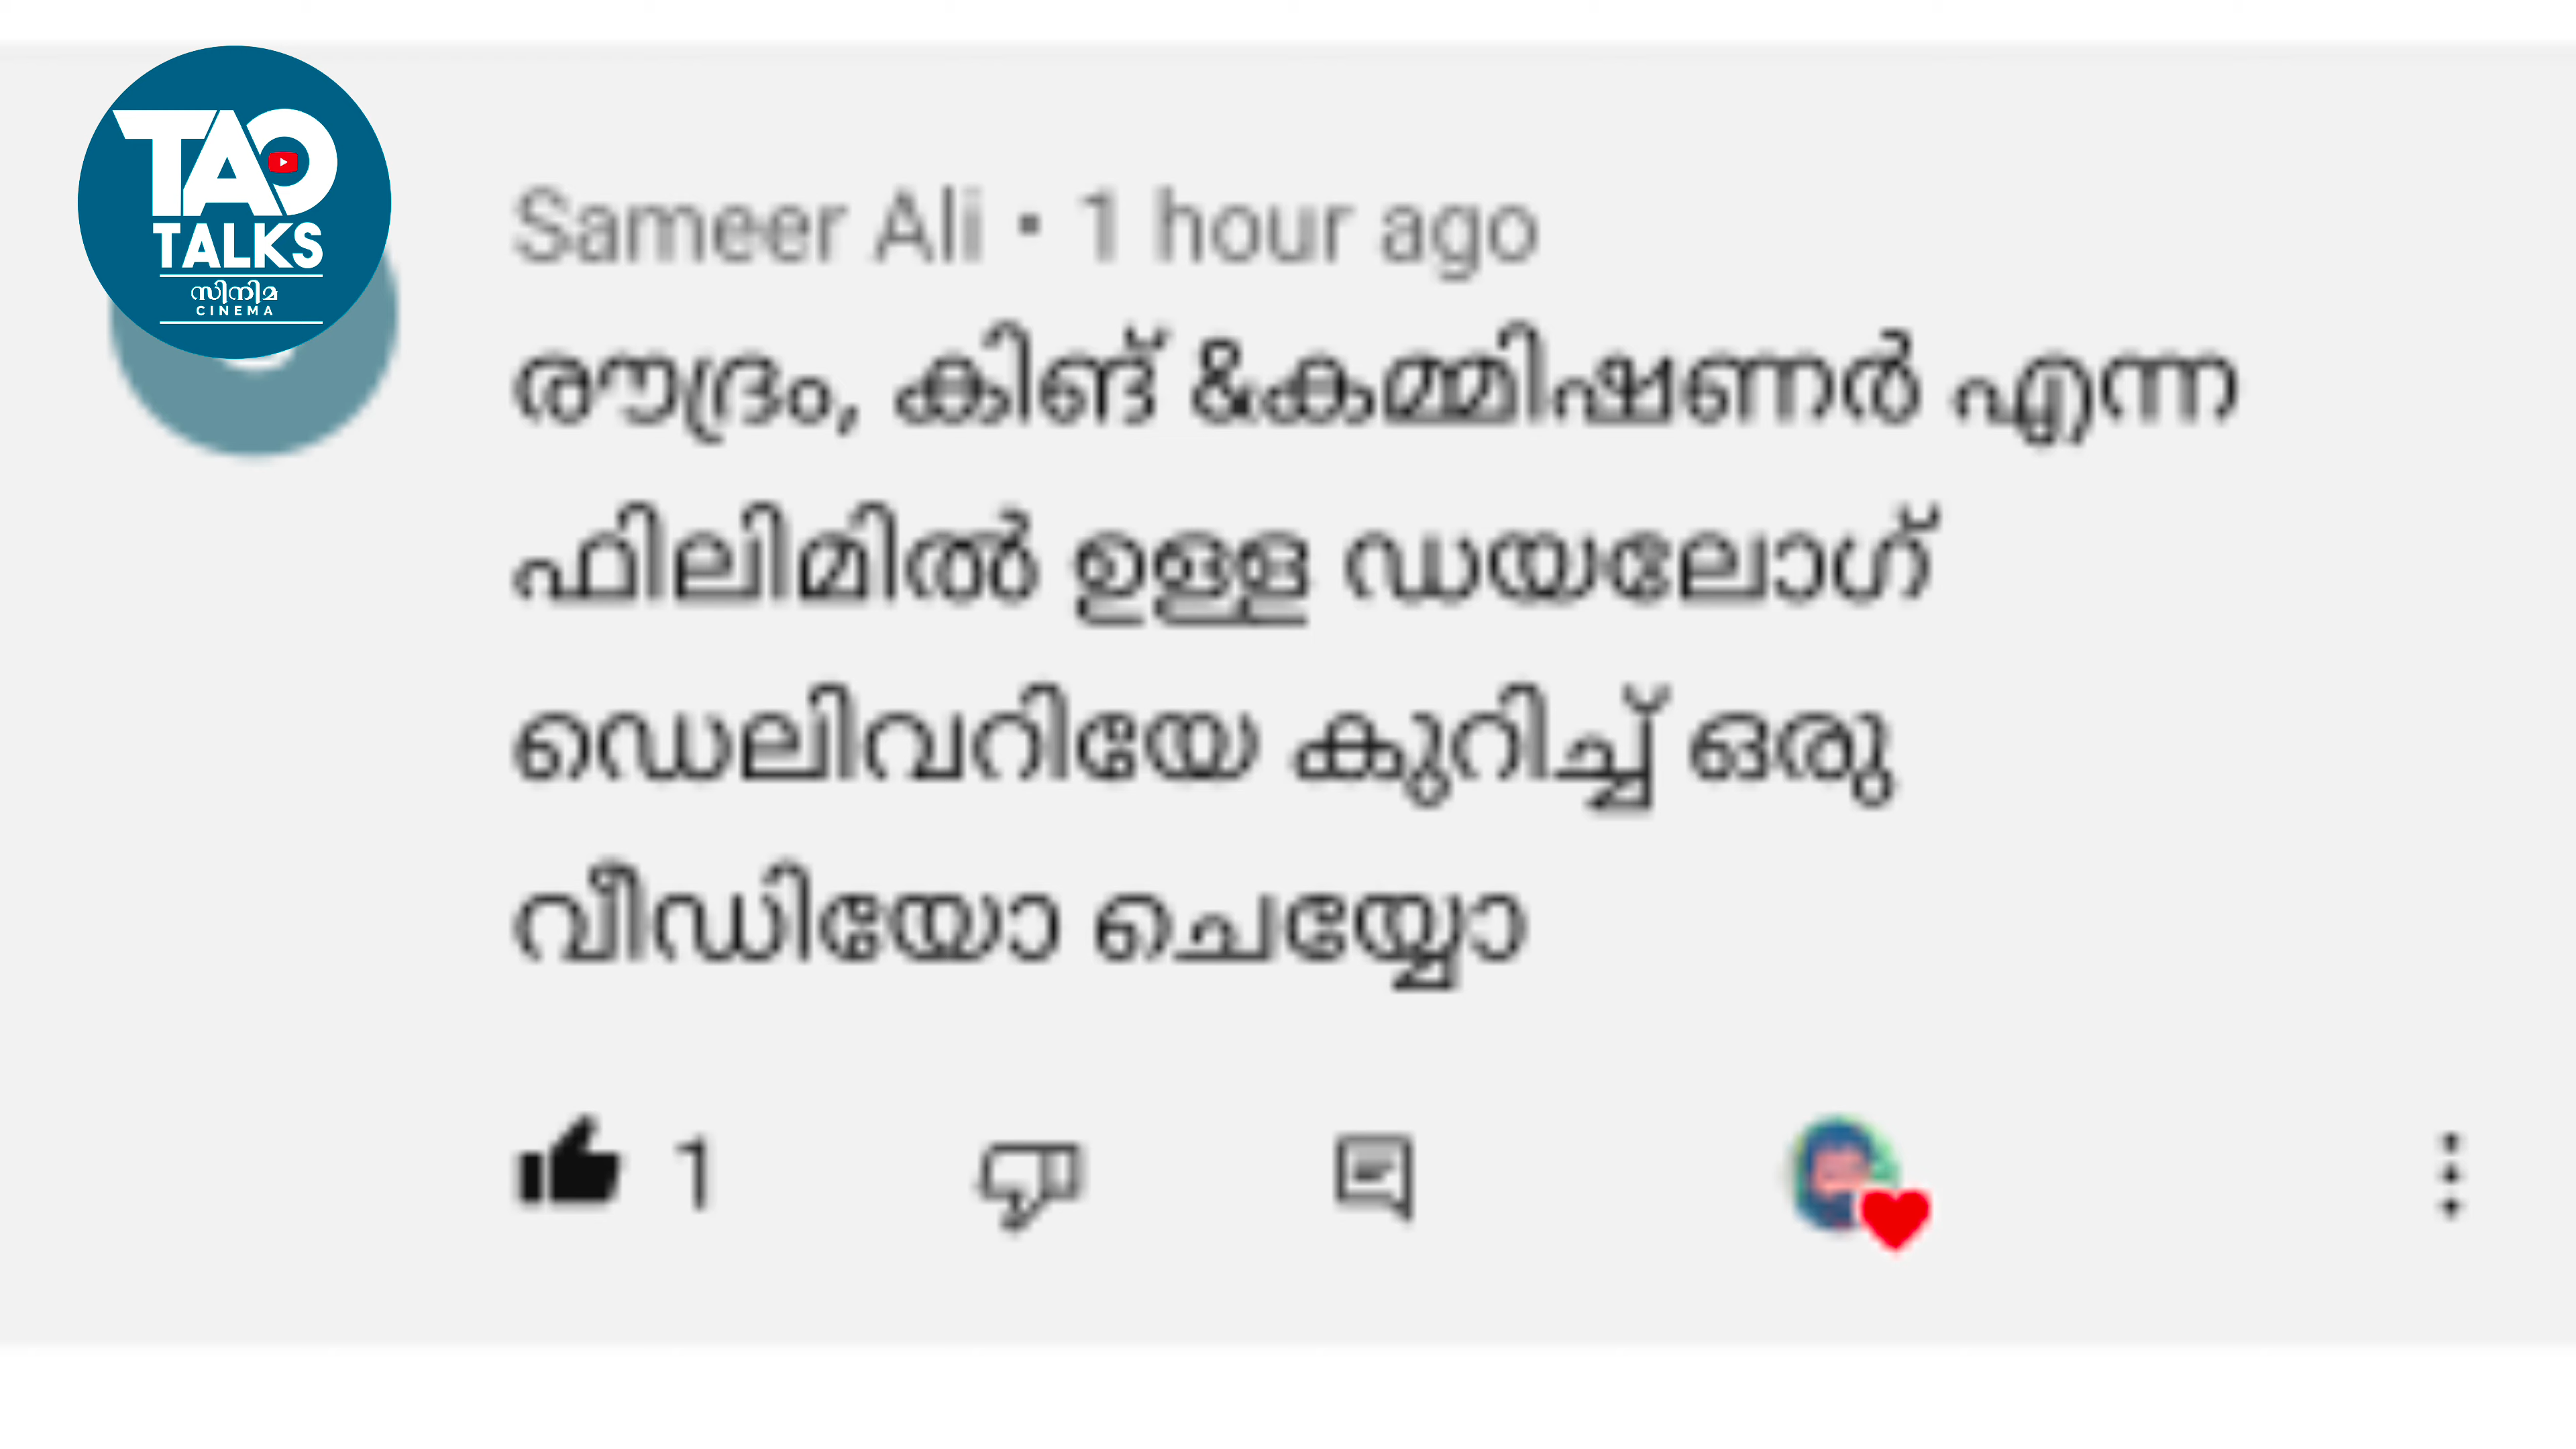 TAO
TALKS
സിനിമ
CINEMA
Sameer Ali • 1 hour ago
രൗദ്രം, കിങ് &കമ്മിഷണർ എന്ന
ഫിലിമിൽ ഉള്ള ഡയലോഗ്
ഡെലിവറിയേ കുറിച്ച് ഒരു
വീഡിയോ ചെയ്യോ
1